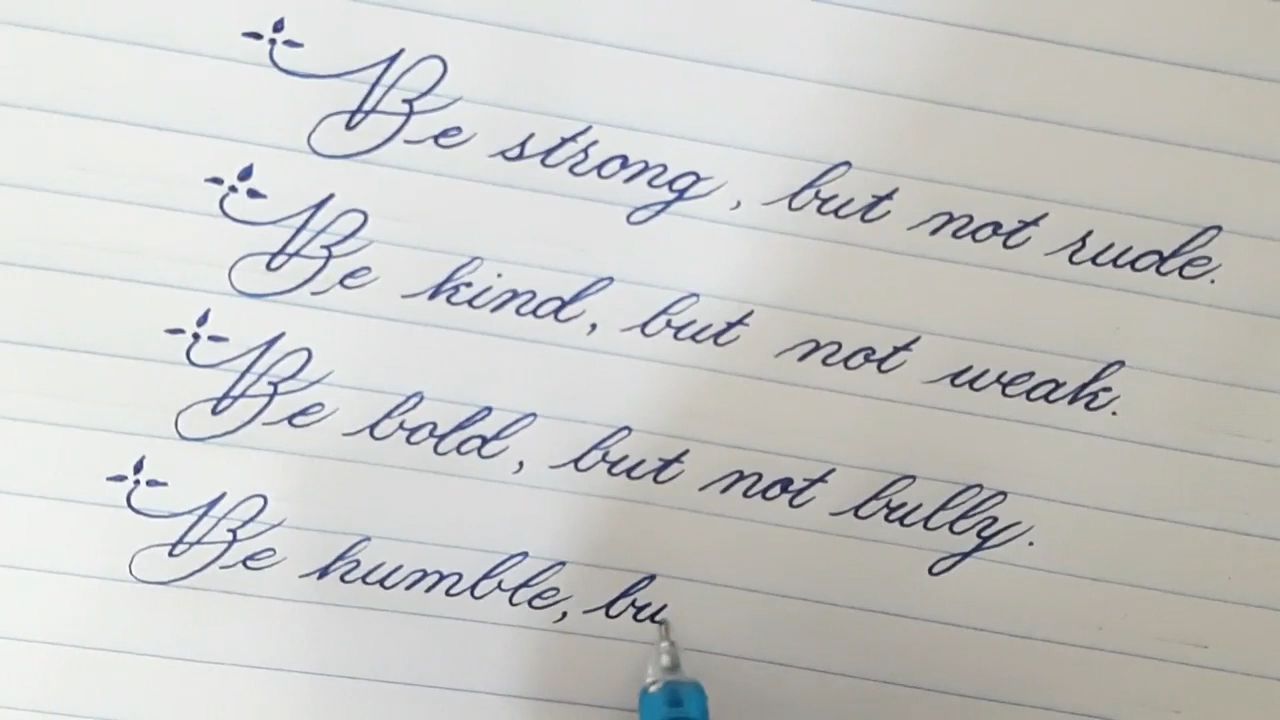 Be strong, but not rude.
Be kind, but not weak.
Be bold, but not bully.
Be humble, bu